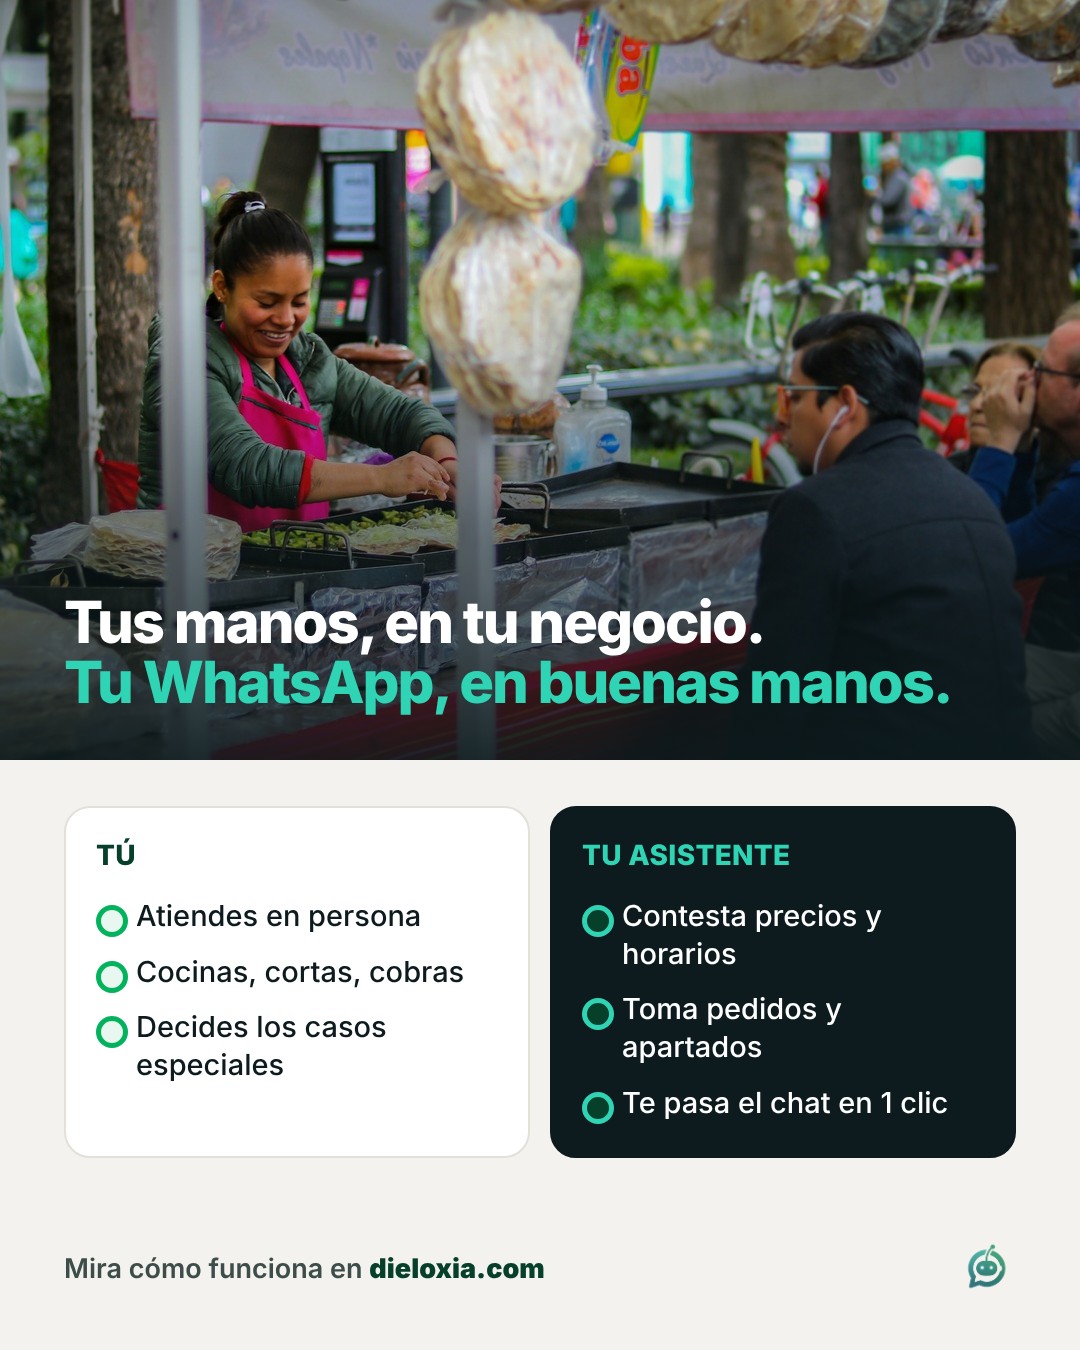 Nopales
ba
Tus manos, en tu negocio.
Tu WhatsApp, en buenas manos.
TÚ
Atiendes en persona
Cocinas, cortas, cobras
Decides los casos
especiales
TU ASISTENTE
Contesta precios y
horarios
Toma pedidos y
apartados
Te pasa el chat en 1 clic
Mira cómo funciona en dieloxia.com